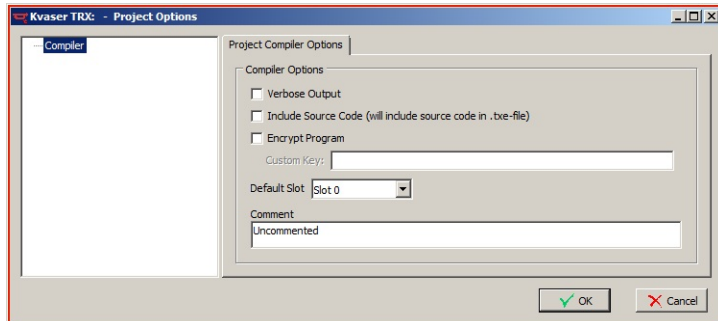 Kvaser TRX: - Project Options
Compiler
Project Compiler Options
Compiler Options
Verbose Output
Include Source Code (will include source code in .txe-file)
Encrypt Program
Custom Key:
Default Slot Slot 0
Comment
Uncommented
OK Cancel